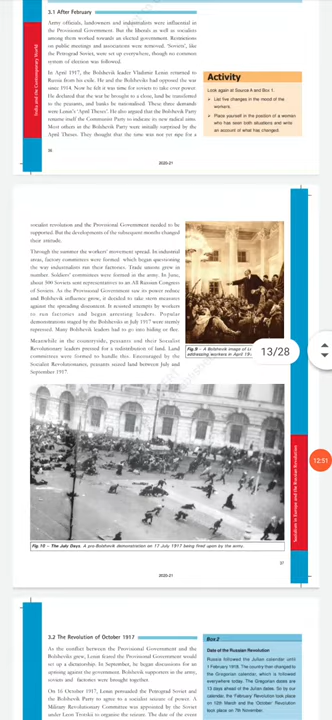 3.1 After February
Army officials, landowners and industrialists were influential in
the Provisional Government. But the liberals as well as socialists
among them worked towards an elected government. Restrictions
on public meetings and associations were removed. 'Soviets', like
the Petrograd Soviet, were set up everywhere, though no common
system of election was followed.
In April 1917, the Bolshevik leader Vladimir Lenin returned to
Russia from his exile. He and the Bolsheviks had opposed the war
since 1914. Now he felt it was time for soviets to take over power.
He declared that the war be brought to a close, land be transferred
to the peasants, and banks be nationalised. These three demands
were Lenin's 'April Theses'. He also argued that the Bolshevik Party
rename itself the Communist Party to indicate its new radical aims.
Most others in the Bolshevik Party were initially surprised by the
April Theses. They thought that the time was not yet ripe for a
India and the Contemporary World
Activity
Look again at Source A and Box 1.
List five changes in the mood of the
workers.
Place yourself in the position of a woman
who has seen both situations and write
an account of what has changed.
2020-21
socialist revolution and the Provisional Government needed to be
supported. But the developments of the subsequent months changed
their attitude.
Through the summer the workers' movement spread. In industrial
areas, factory committees were formed which began questioning
the way industrialists ran their factories. Trade unions grew in
number. Soldiers' committees were formed in the army. In June,
about 500 Soviets sent representatives to an All Russian Congress
of Soviets. As the Provisional Government saw its power reduce
and Bolshevik influence grow, it decided to take stern measures
against the spreading discontent. It resisted attempts by workers
to run factories and began arresting leaders. Popular
demonstrations staged by the Bolsheviks in July 1917 were sternly
repressed. Many Bolshevik leaders had to go into hiding or flee.
Meanwhile in the countryside, peasants and their Socialist
Revolutionary leaders pressed for a redistribution of land. Land
committees were formed to handle this. Encouraged by the
Socialist Revolutionaries, peasants seized land between July and
September 1917.
Fig.9 – A Bolshevik image of
addressing workers in April
13/28
12:51
Fig.10 – The July Days. A pro-Bolshevik demonstration on 17 July 1917 being fired upon by the army.
Socialism in Europe and the Russian Revolution
2020-21
3.2 The Revolution of October 1917
As the conflict between the Provisional Government and the
Bolsheviks grew, Lenin feared the Provisional Government would
set up a dictatorship. In September, he began discussions for an
uprising against the government. Bolshevik supporters in the army,
soviets and factories were brought together.
On 16 October 1917, Lenin persuaded the Petrograd Soviet and
the Bolshevik Party to agree to a socialist seizure of power. A
Military Revolutionary Committee was appointed by the Soviet
under Leon Trotskii to organise the seizure. The date of the event
Box 2
Date of the Russian Revolution
Russia followed the Julian calendar until
1 February 1918. The country then changed to
the Gregorian calendar, which is followed
everywhere today. The Gregorian dates are
13 days ahead of the Julian dates. So by our
calendar, the 'February' Revolution took place
on 12th March and the 'October' Revolution
took place on 7th November.